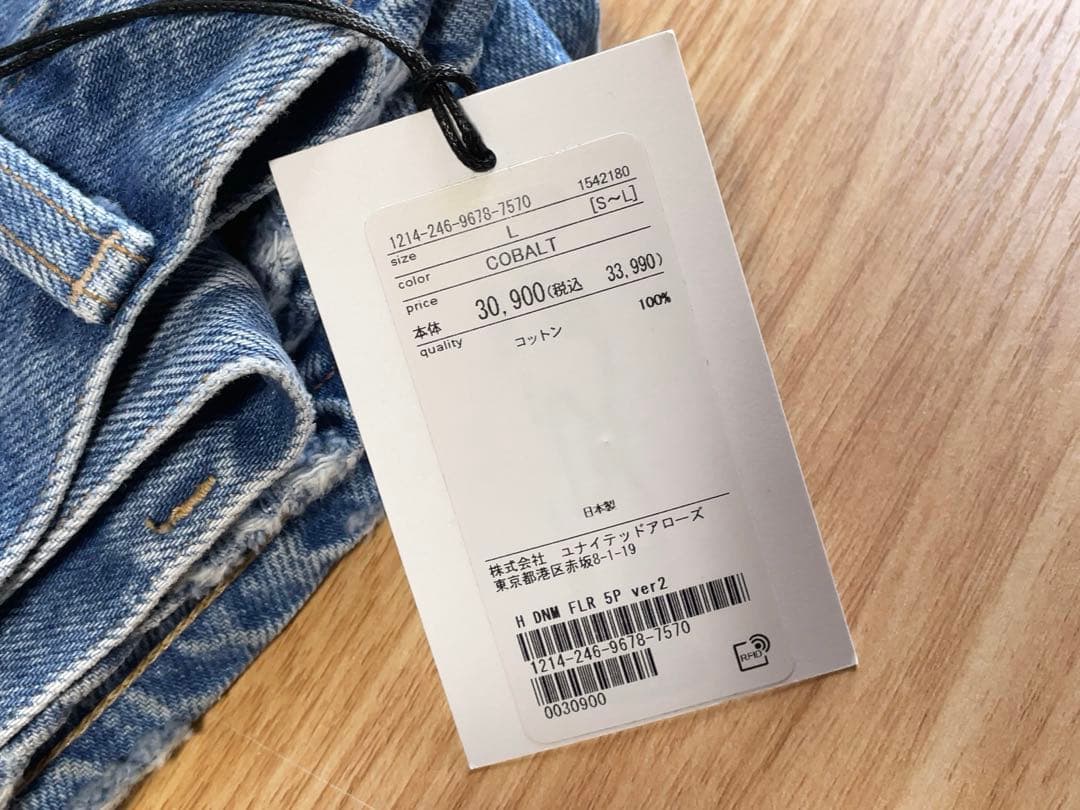 1214-246-9678-7570 1542180
size L [S～L]
color COBALT
price
本体 30,900(税込 33,990)
quality コットン 100%
日本製
株式会社 ユナイテッドアローズ
東京都港区赤坂8-1-19
H DNM FLR 5P ver2
1214-246-9678-7570
0030900
RFID